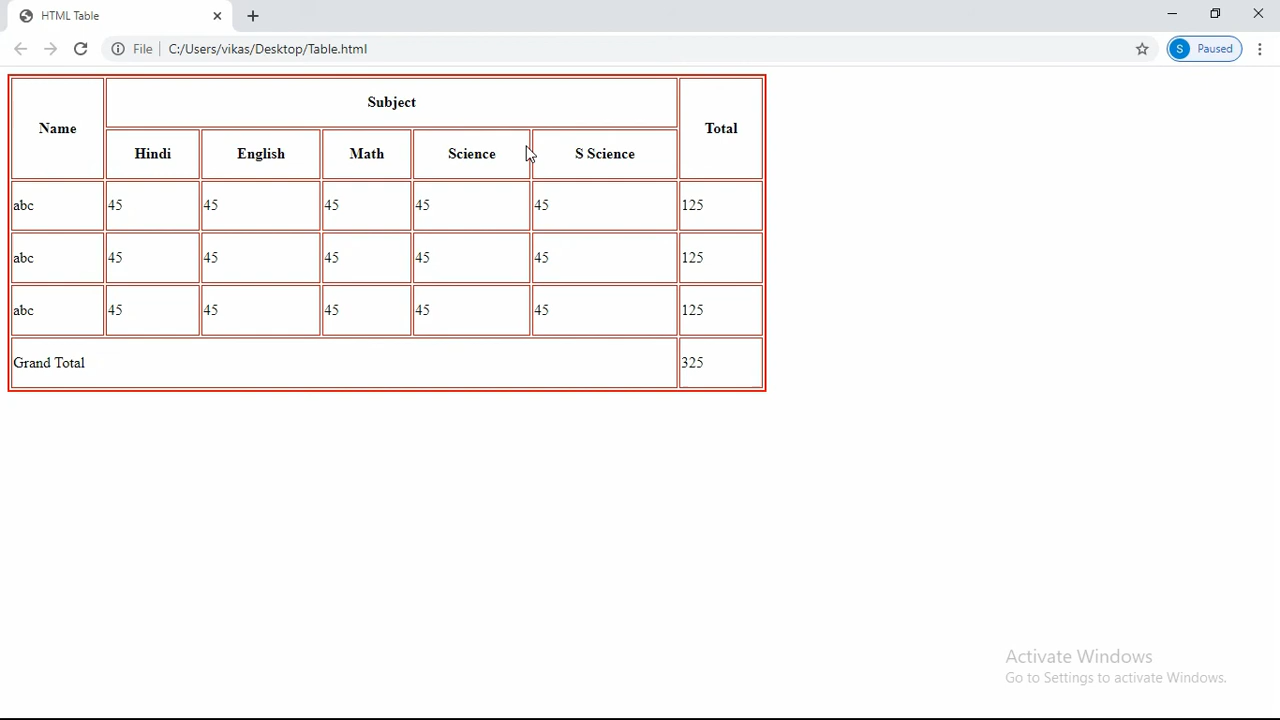 HTML Table
File C:/Users/vikas/Desktop/Table.html
S Paused
Name Subject Total
Hindi English Math Science S Science
abc 45 45 45 45 45 125
abc 45 45 45 45 45 125
abc 45 45 45 45 45 125
Grand Total 325
Activate Windows
Go to Settings to activate Windows.